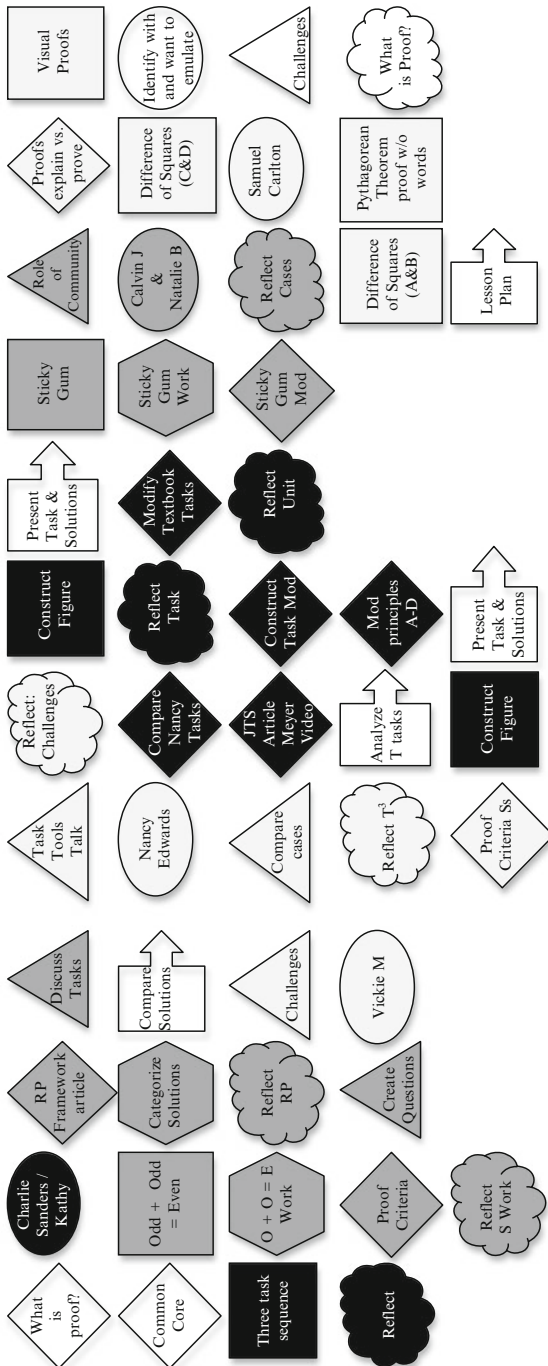 What
is
proof?
Common
Core
Three task
sequence
Reflect
Charlie
Sanders /
Kathy
Odd + Odd
= Even
O + O = E
Work
Proof
Criteria
Reflect
S Work
RP
Framework
article
Categorize
Solutions
Reflect
RP
Create
Questions
Discuss
Tasks
Compare
Solutions
Challenges
Vickie M
Task
Tools
Talk
Nancy
Edwards
Compare
cases
Reflect T³
Proof
Criteria Ss
Reflect:
Challenges
Compare
Nancy
Tasks
JTS
Article
Meyer
Video
Analyze
T tasks
Construct
Figure
Construct
Figure
Reflect
Task
Construct
Task Mod
Mod
principles
A-D
Present
Task &
Solutions
Present
Task &
Solutions
Modify
Textbook
Tasks
Reflect
Unit
Sticky
Gum
Sticky
Gum
Work
Sticky
Gum
Mod
Role
of
Community
Calvin J
&
Natalie B
Reflect
Cases
Difference
of Squares
(A&B)
Lesson
Plan
Proofs
explain vs.
prove
Difference
of Squares
(C&D)
Samuel
Carlton
Pythagorean
Theorem
proof w/o
words
Visual
Proofs
Identify with
and want to
emulate
Challenges
What
is Proof?